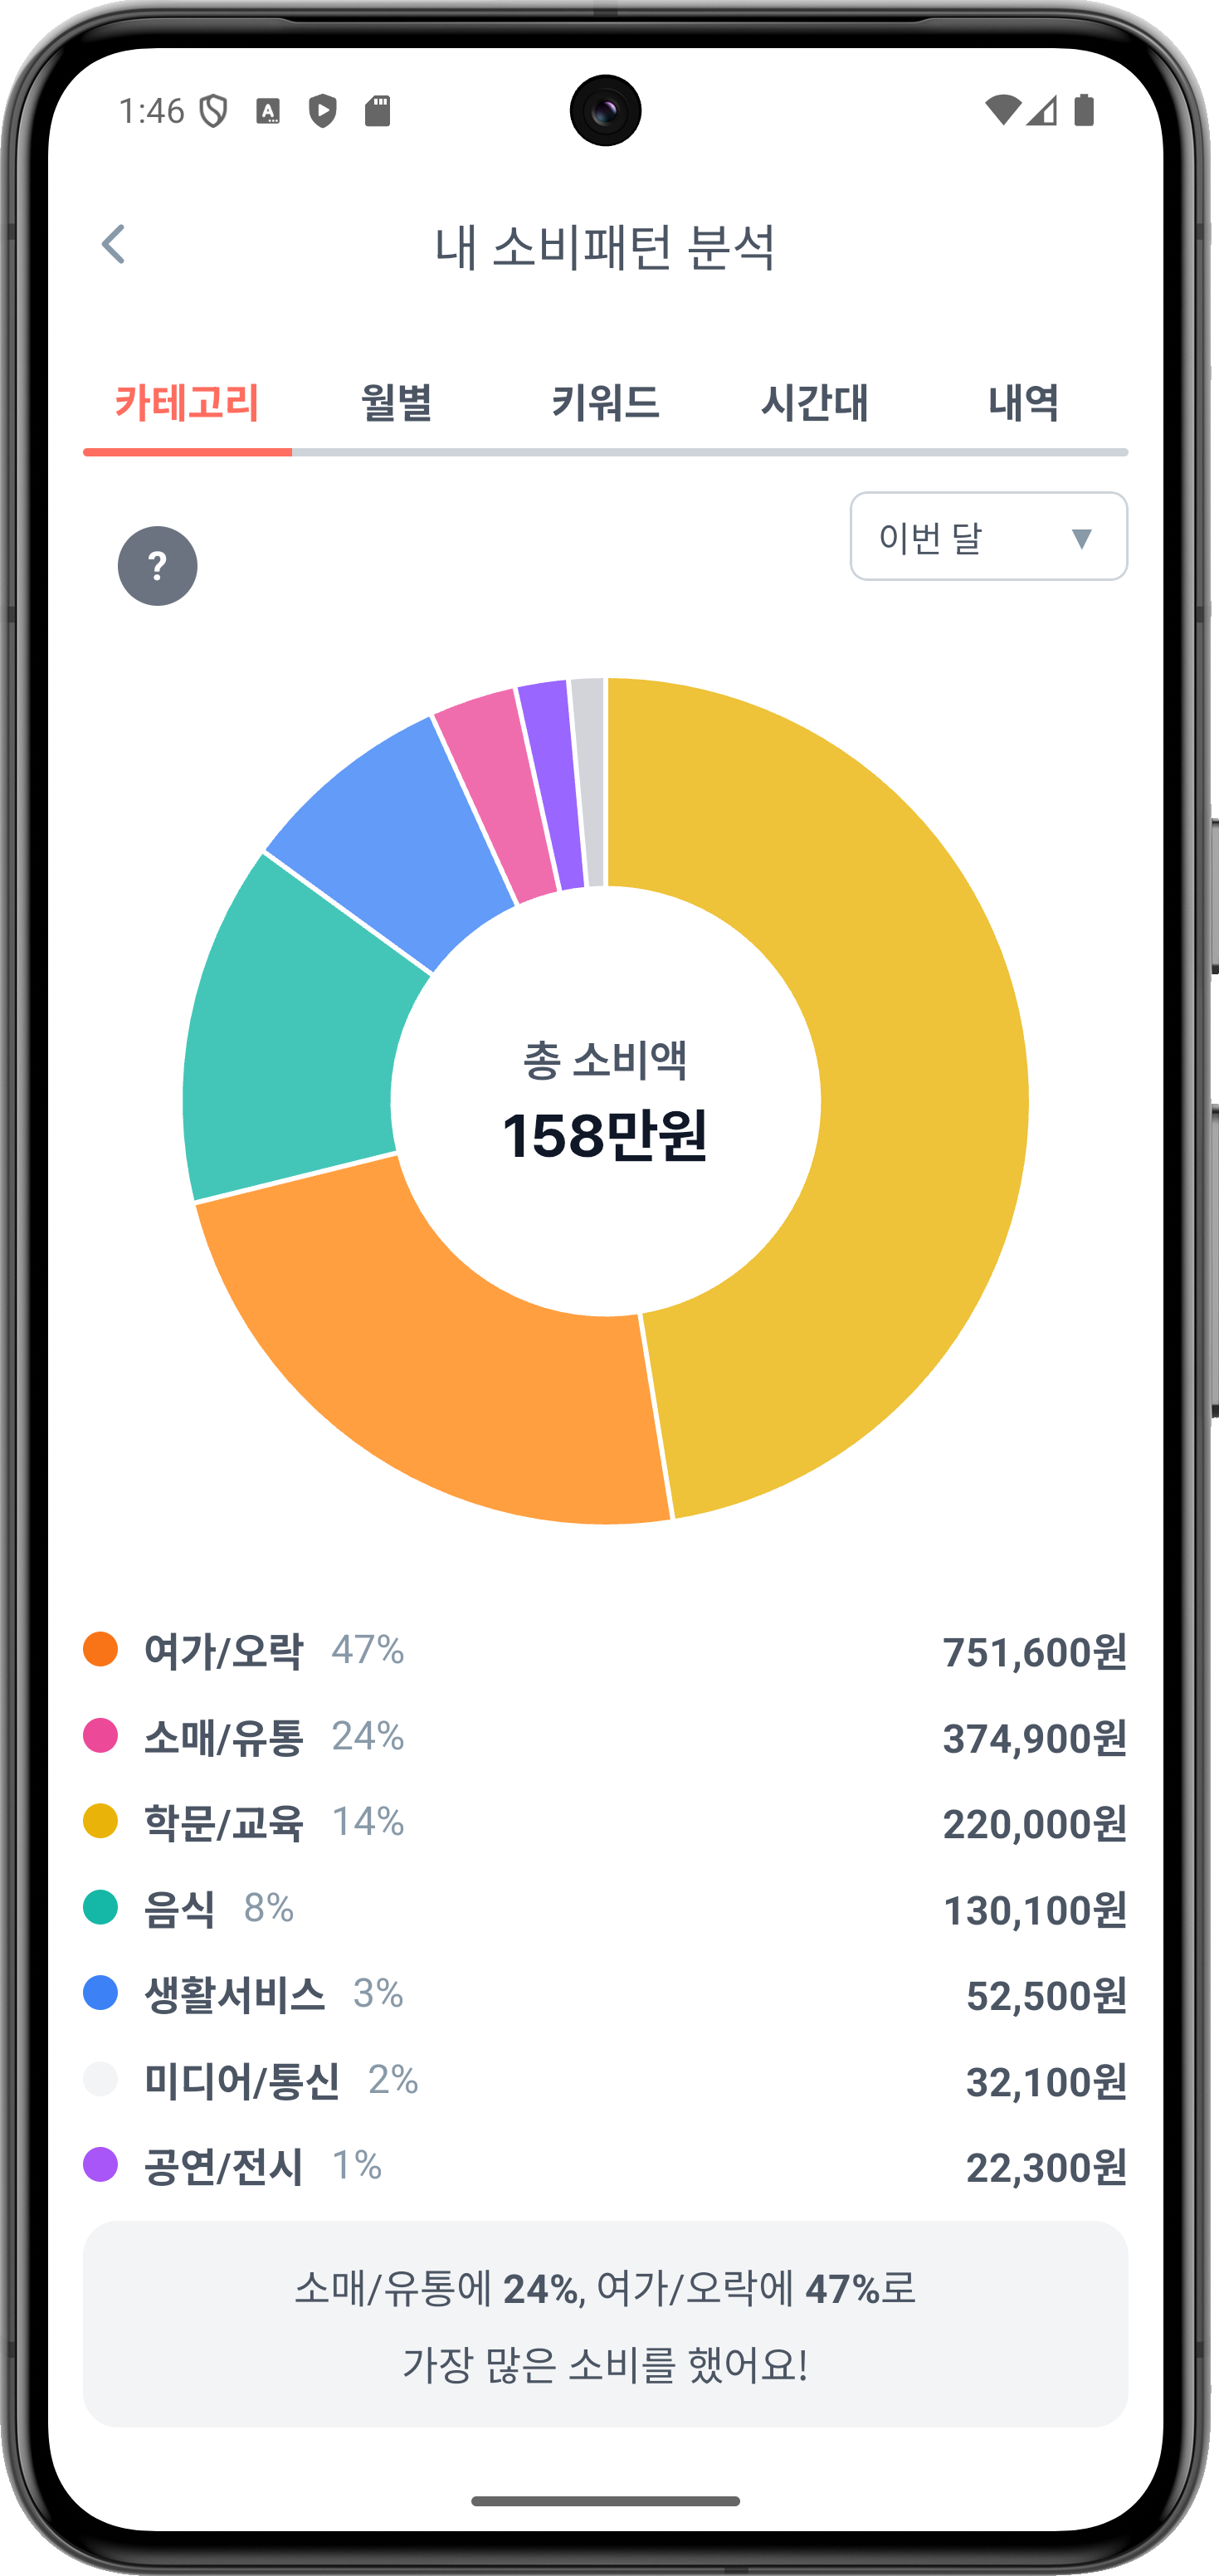 1:46
내 소비패턴 분석
카테고리 월별 키워드 시간대 내역
이번 달 ▼
?
총 소비액
158만원
여가/오락 47% 751,600원
소매/유통 24% 374,900원
학문/교육 14% 220,000원
음식 8% 130,100원
생활서비스 3% 52,500원
미디어/통신 2% 32,100원
공연/전시 1% 22,300원
소매/유통에 24%, 여가/오락에 47%로
가장 많은 소비를 했어요!